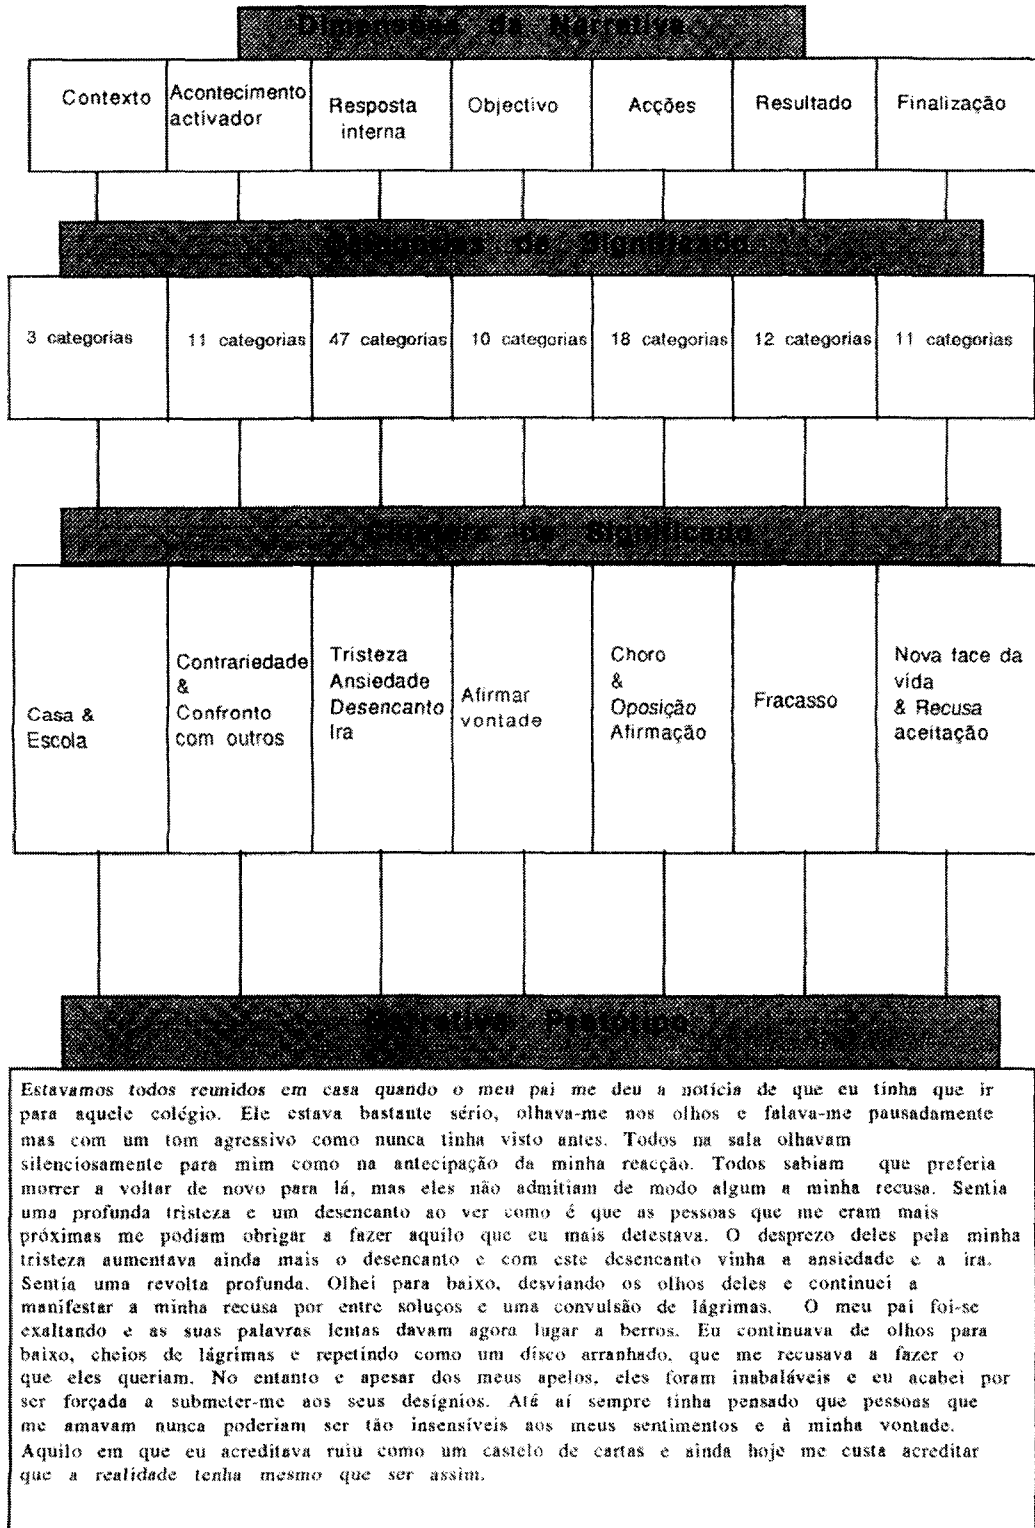 Dimensões da Narrativa
Contexto
Acontecimento
activador
Resposta
interna
Objectivo
Acções
Resultado
Finalização
Categorias de Significado
3 categorias
11 categorias
47 categorias
10 categorias
18 categorias
12 categorias
11 categorias
Clusters de Significado
Casa &
Escola
Contrariedade
&
Confronto
com outros
Tristeza
Ansiedade
Desencanto
Ira
Afirmar
vontade
Choro
&
Oposição
Afirmação
Fracasso
Nova face da
vida
& Recusa
aceitação
Narrativa Protótipo
Estavamos todos reunidos em casa quando o meu pai me deu a notícia de que eu tinha que ir
para aquele colégio. Ele estava bastante sério, olhava-me nos olhos e falava-me pausadamente
mas com um tom agressivo como nunca tinha visto antes. Todos na sala olhavam
silenciosamente para mim como na antecipação da minha reacção. Todos sabiam que preferia
morrer a voltar de novo para lá, mas eles não admitiam de modo algum a minha recusa. Sentia
uma profunda tristeza e um desencanto ao ver como é que as pessoas que me eram mais
próximas me podiam obrigar a fazer aquilo que eu mais detestava. O desprezo deles pela minha
tristeza aumentava ainda mais o desencanto e com este desencanto vinha a ansiedade e a ira.
Sentia uma revolta profunda. Olhei para baixo, desviando os olhos deles e continuei a
manifestar a minha recusa por entre soluços e uma convulsão de lágrimas. O meu pai foi-se
exaltando e as suas palavras lentas davam agora lugar a berros. Eu continuava de olhos para
baixo, cheios de lágrimas e repetindo como um disco arranhado, que me recusava a fazer o
que eles queriam. No entanto e apesar dos meus apelos, eles foram inabaláveis e eu acabei por
ser forçada a submeter-me aos seus desígnios. Até aí sempre tinha pensado que pessoas que
me amavam nunca poderiam ser tão insensíveis aos meus sentimentos e à minha vontade.
Aquilo em que eu acreditava ruiu como um castelo de cartas e ainda hoje me custa acreditar
que a realidade tenha mesmo que ser assim.